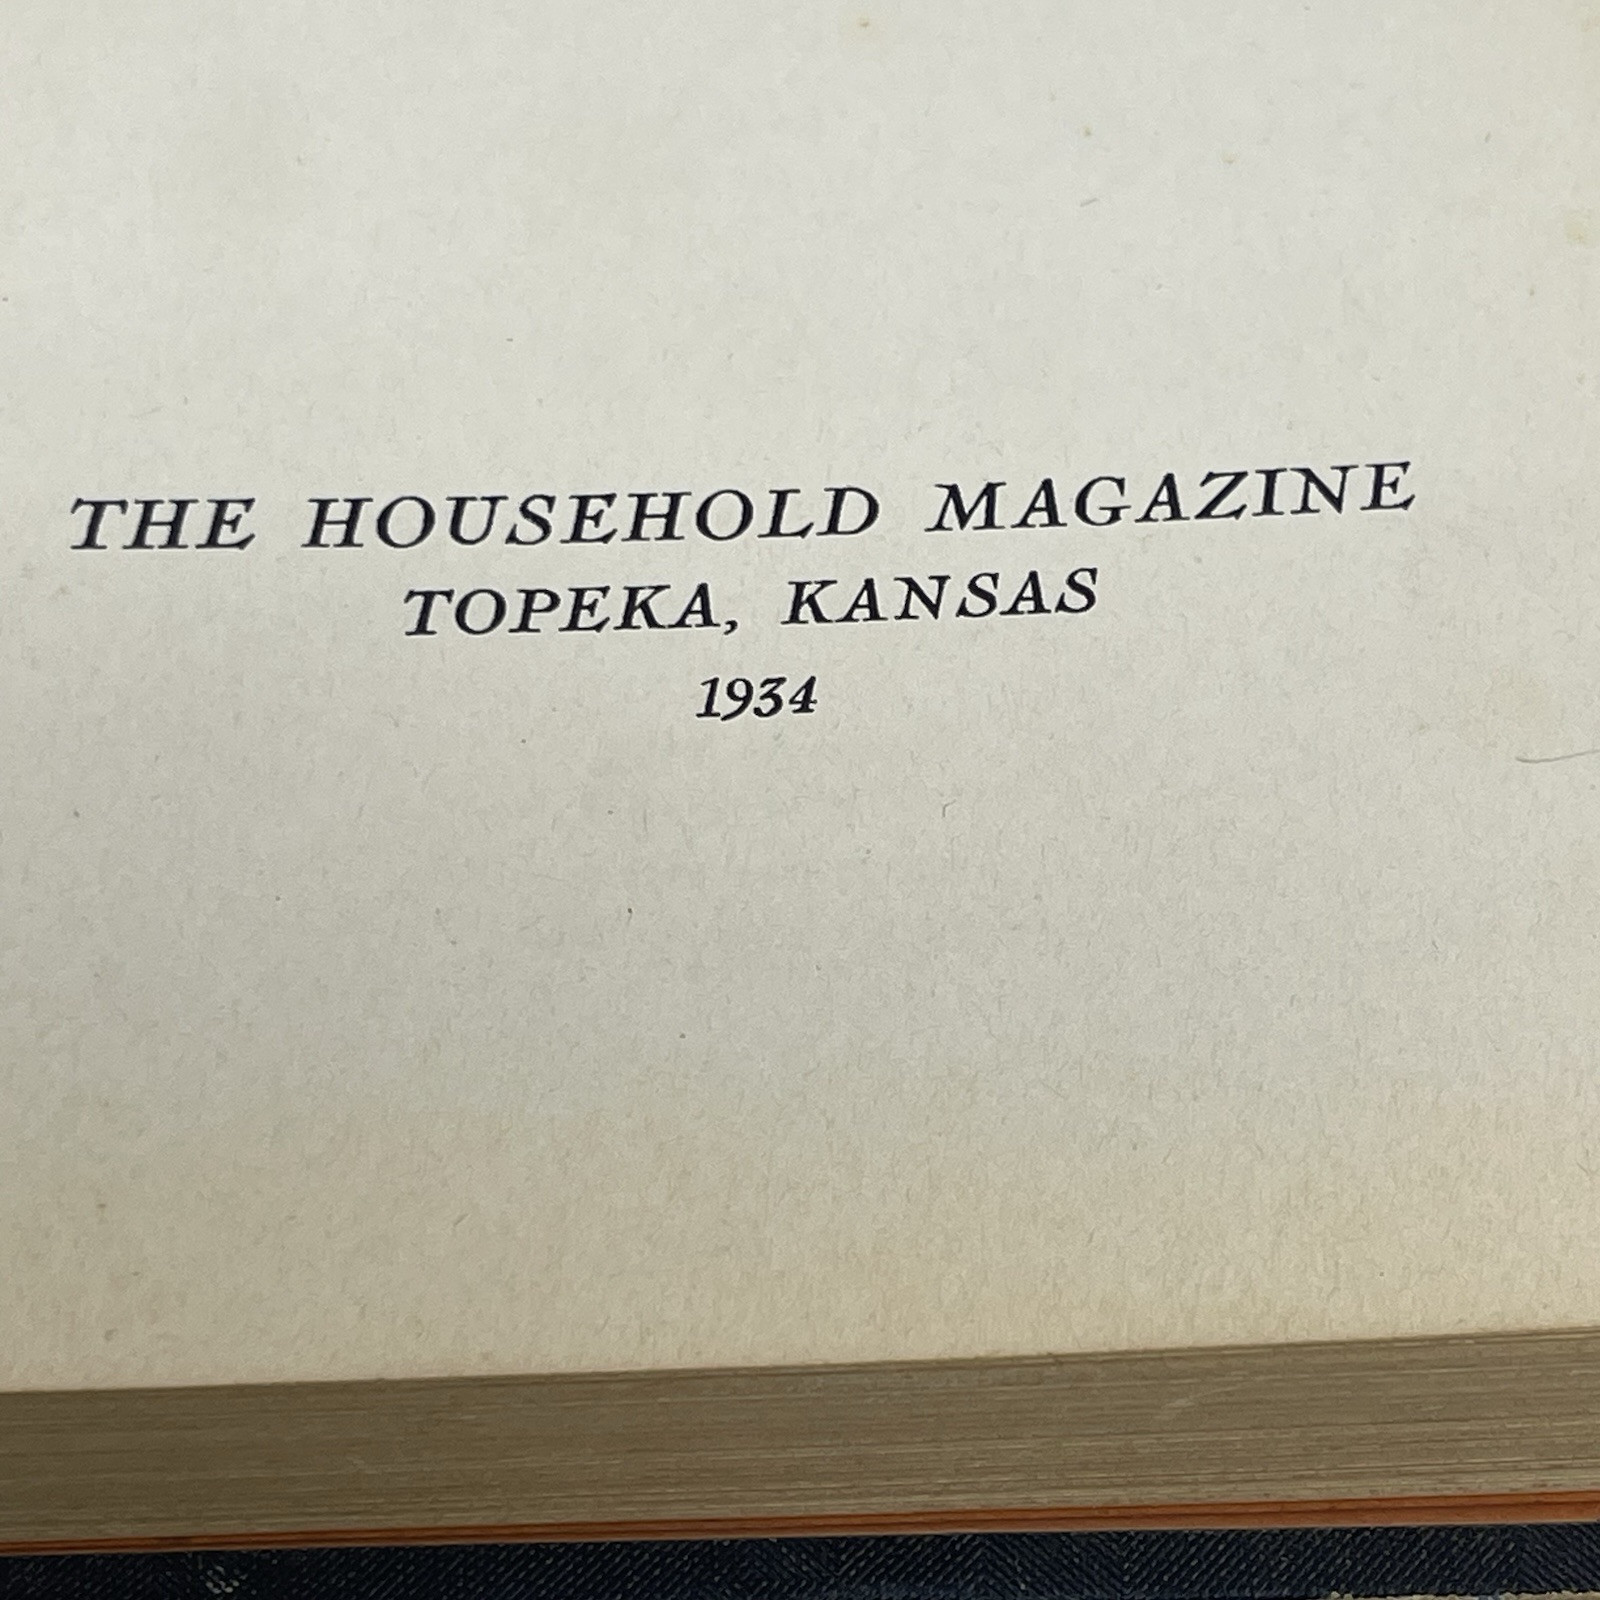 THE HOUSEHOLD MAGAZINE
TOPEKA, KANSAS
1934